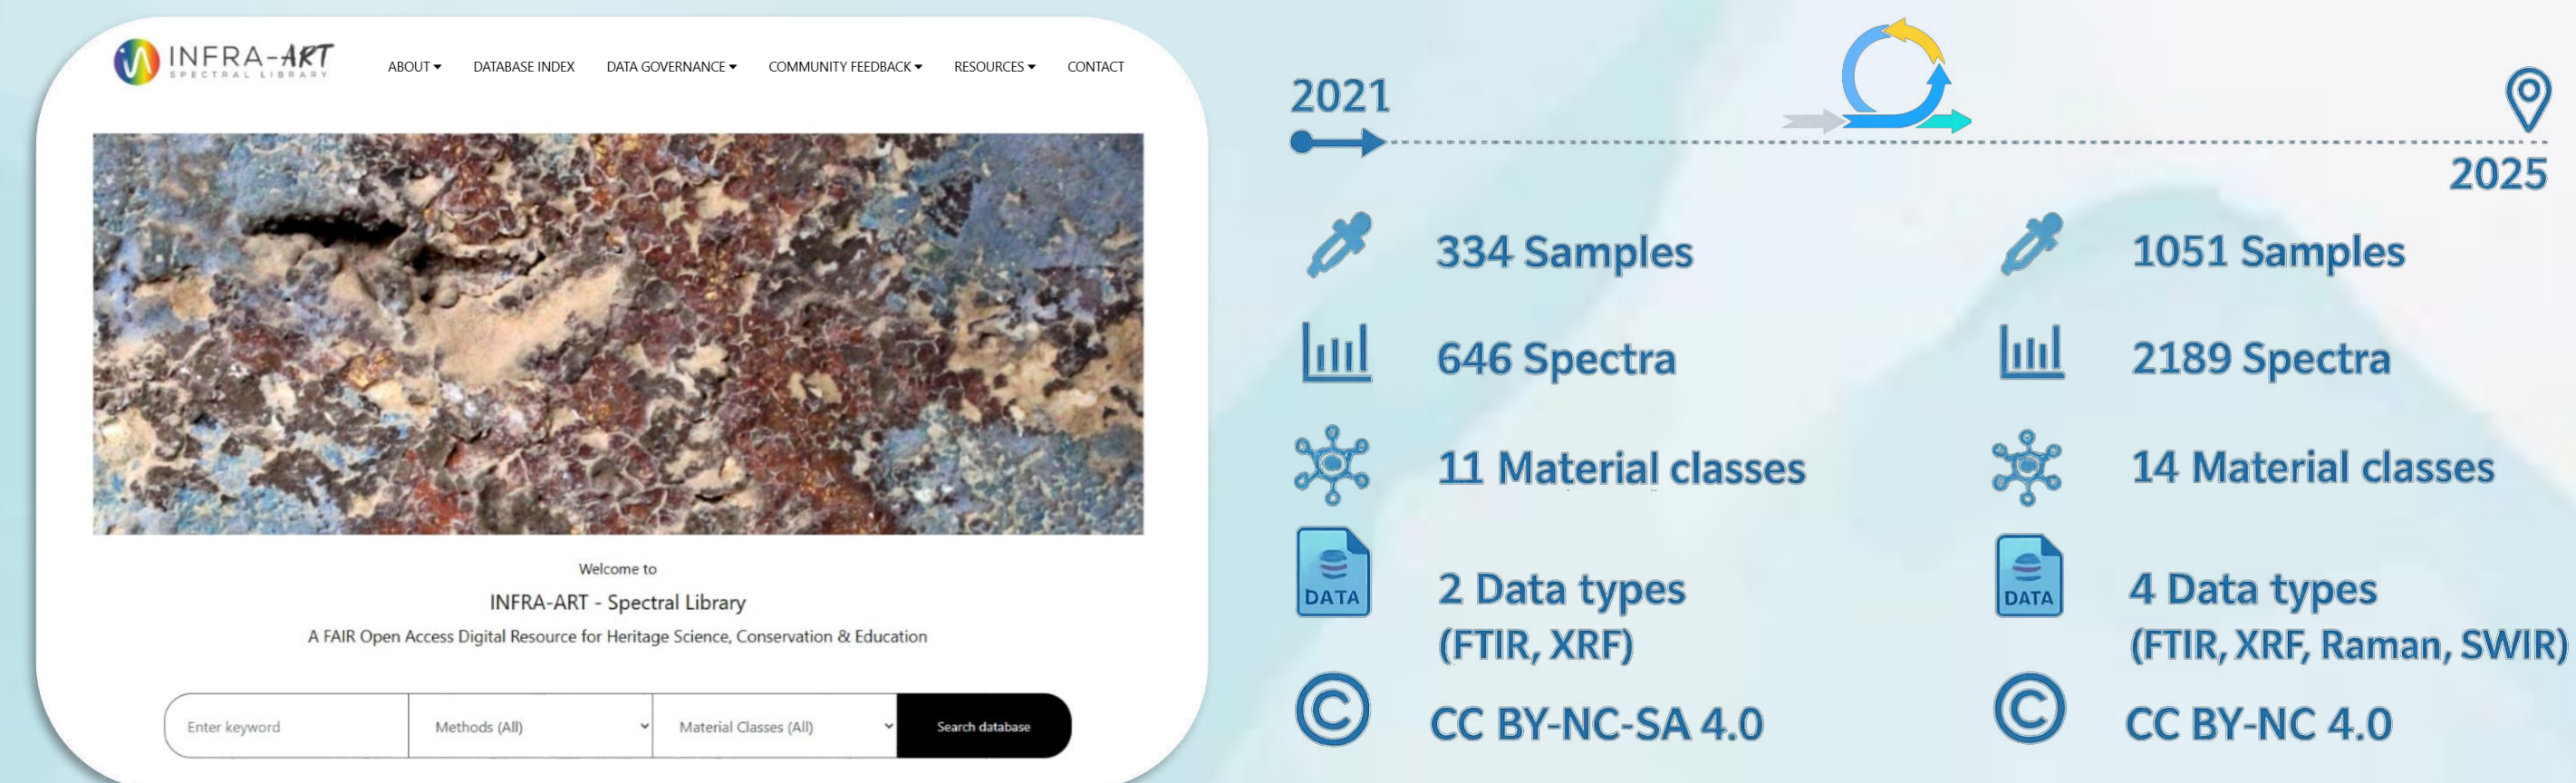 INFRA-ART
SPECTRAL LIBRARY
ABOUT
DATABASE INDEX
DATA GOVERNANCE
COMMUNITY FEEDBACK
RESOURCES
CONTACT
Welcome to
INFRA-ART - Spectral Library
A FAIR Open Access Digital Resource for Heritage Science, Conservation & Education
Enter keyword
Methods (All)
Material Classes (All)
Search database
2021
334 Samples
646 Spectra
11 Material classes
DATA
2 Data types
(FTIR, XRF)
© CC BY-NC-SA 4.0
2025
1051 Samples
2189 Spectra
14 Material classes
DATA
4 Data types
(FTIR, XRF, Raman, SWIR)
© CC BY-NC 4.0